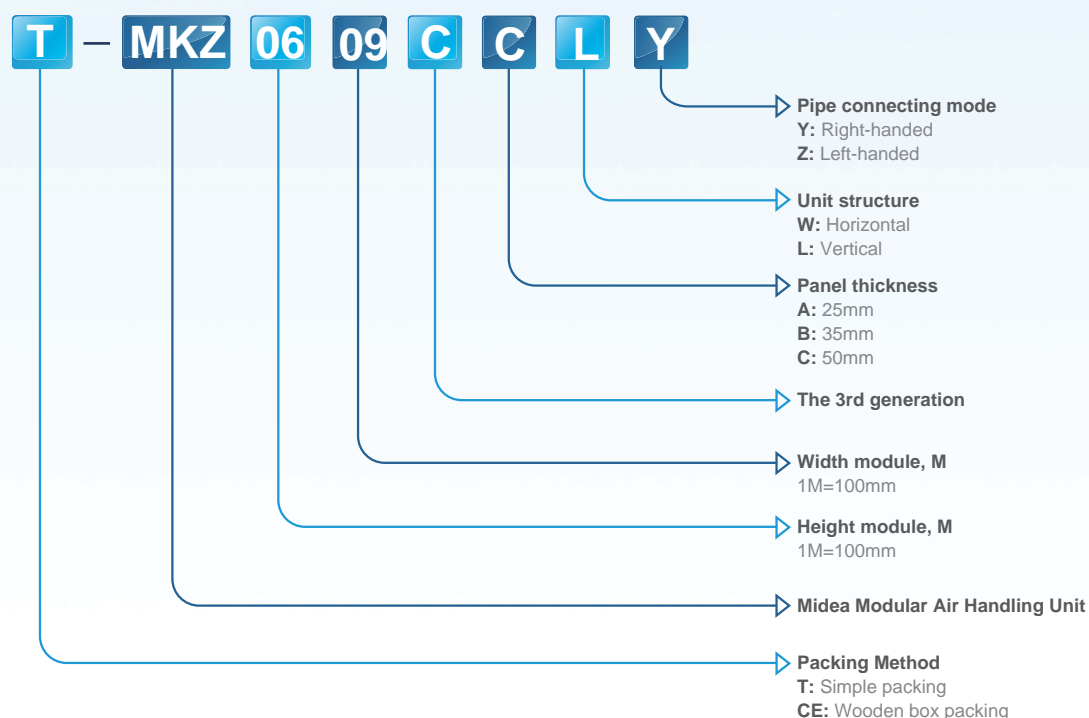 T – MKZ 06 09 C C L Y
Pipe connecting mode
Y: Right-handed
Z: Left-handed
Unit structure
W: Horizontal
L: Vertical
Panel thickness
A: 25mm
B: 35mm
C: 50mm
The 3rd generation
Width module, M
1M=100mm
Height module, M
1M=100mm
Midea Modular Air Handling Unit
Packing Method
T: Simple packing
CE: Wooden box packing